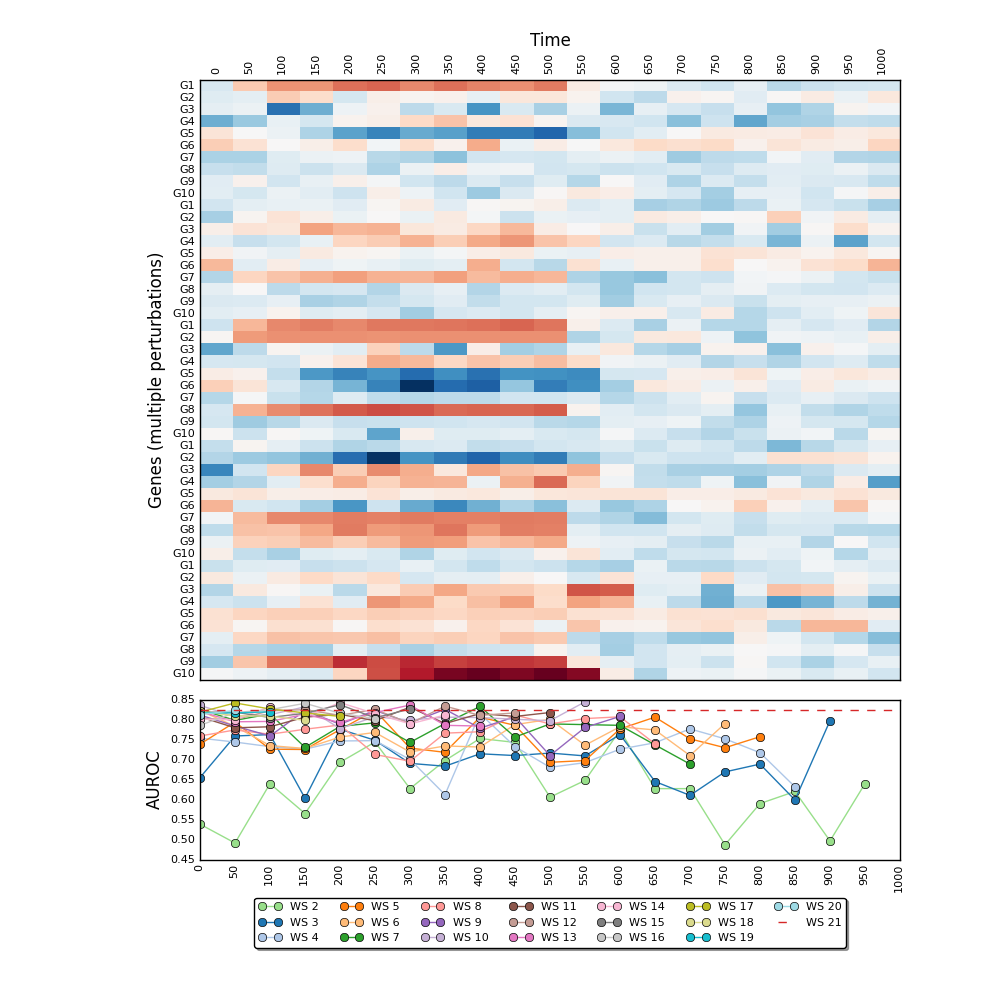 Time
0 50 100 150 200 250 300 350 400 450 500 550 600 650 700 750 800 850 900 950 1000
Genes (multiple perturbations)
G1
G2
G3
G4
G5
G6
G7
G8
G9
G10
G1
G2
G3
G4
G5
G6
G7
G8
G9
G10
G1
G2
G3
G4
G5
G6
G7
G8
G9
G10
G1
G2
G3
G4
G5
G6
G7
G8
G9
G10
G1
G2
G3
G4
G5
G6
G7
G8
G9
G10
AUROC
0.85
0.80
0.75
0.70
0.65
0.60
0.55
0.50
0.45
0 50 100 150 200 250 300 350 400 450 500 550 600 650 700 750 800 850 900 950 1000
WS 2 WS 5 WS 8 WS 11 WS 14 WS 17 WS 20
WS 3 WS 6 WS 9 WS 12 WS 15 WS 18 WS 21
WS 4 WS 7 WS 10 WS 13 WS 16 WS 19